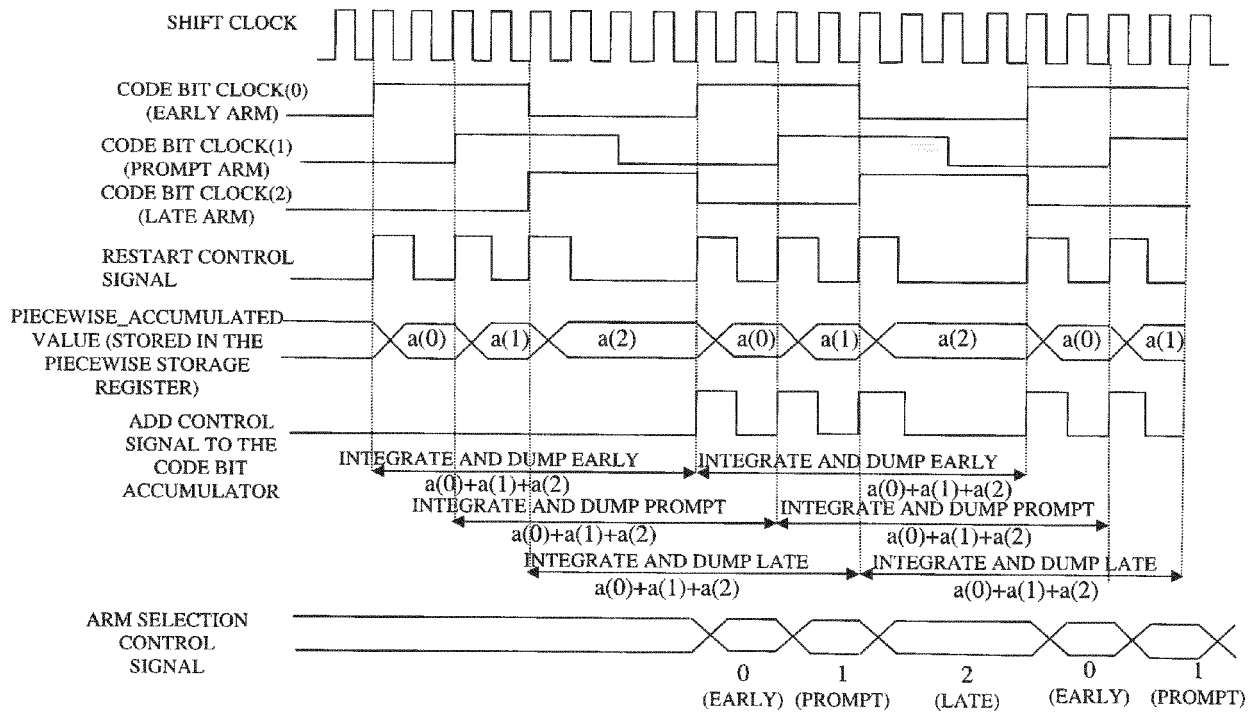 SHIFT CLOCK
CODE BIT CLOCK(0)
(EARLY ARM)
CODE BIT CLOCK(1)
(PROMPT ARM)
CODE BIT CLOCK(2)
(LATE ARM)
RESTART CONTROL
SIGNAL
PIECEWISE_ACCUMULATED
VALUE (STORED IN THE
PIECEWISE STORAGE
REGISTER)
a(0) a(1) a(2) a(0) a(1) a(2) a(0) a(1)
ADD CONTROL
SIGNAL TO THE
CODE BIT
ACCUMULATOR
INTEGRATE AND DUMP EARLY INTEGRATE AND DUMP EARLY
a(0)+a(1)+a(2) a(0)+a(1)+a(2)
INTEGRATE AND DUMP PROMPT INTEGRATE AND DUMP PROMPT
a(0)+a(1)+a(2) a(0)+a(1)+a(2)
INTEGRATE AND DUMP LATE INTEGRATE AND DUMP LATE
a(0)+a(1)+a(2) a(0)+a(1)+a(2)
ARM SELECTION
CONTROL
SIGNAL
0 1 2 0 1
(EARLY) (PROMPT) (LATE) (EARLY) (PROMPT)